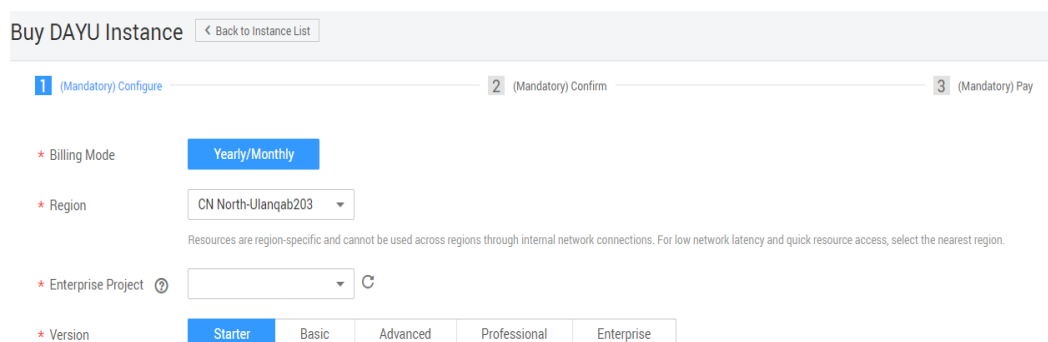 Buy DAYU Instance < Back to Instance List
1 (Mandatory) Configure 2 (Mandatory) Confirm 3 (Mandatory) Pay
* Billing Mode Yearly/Monthly
* Region CN North-Ulanqab203
Resources are region-specific and cannot be used across regions through internal network connections. For low network latency and quick resource access, select the nearest region.
* Enterprise Project ?
* Version Starter Basic Advanced Professional Enterprise